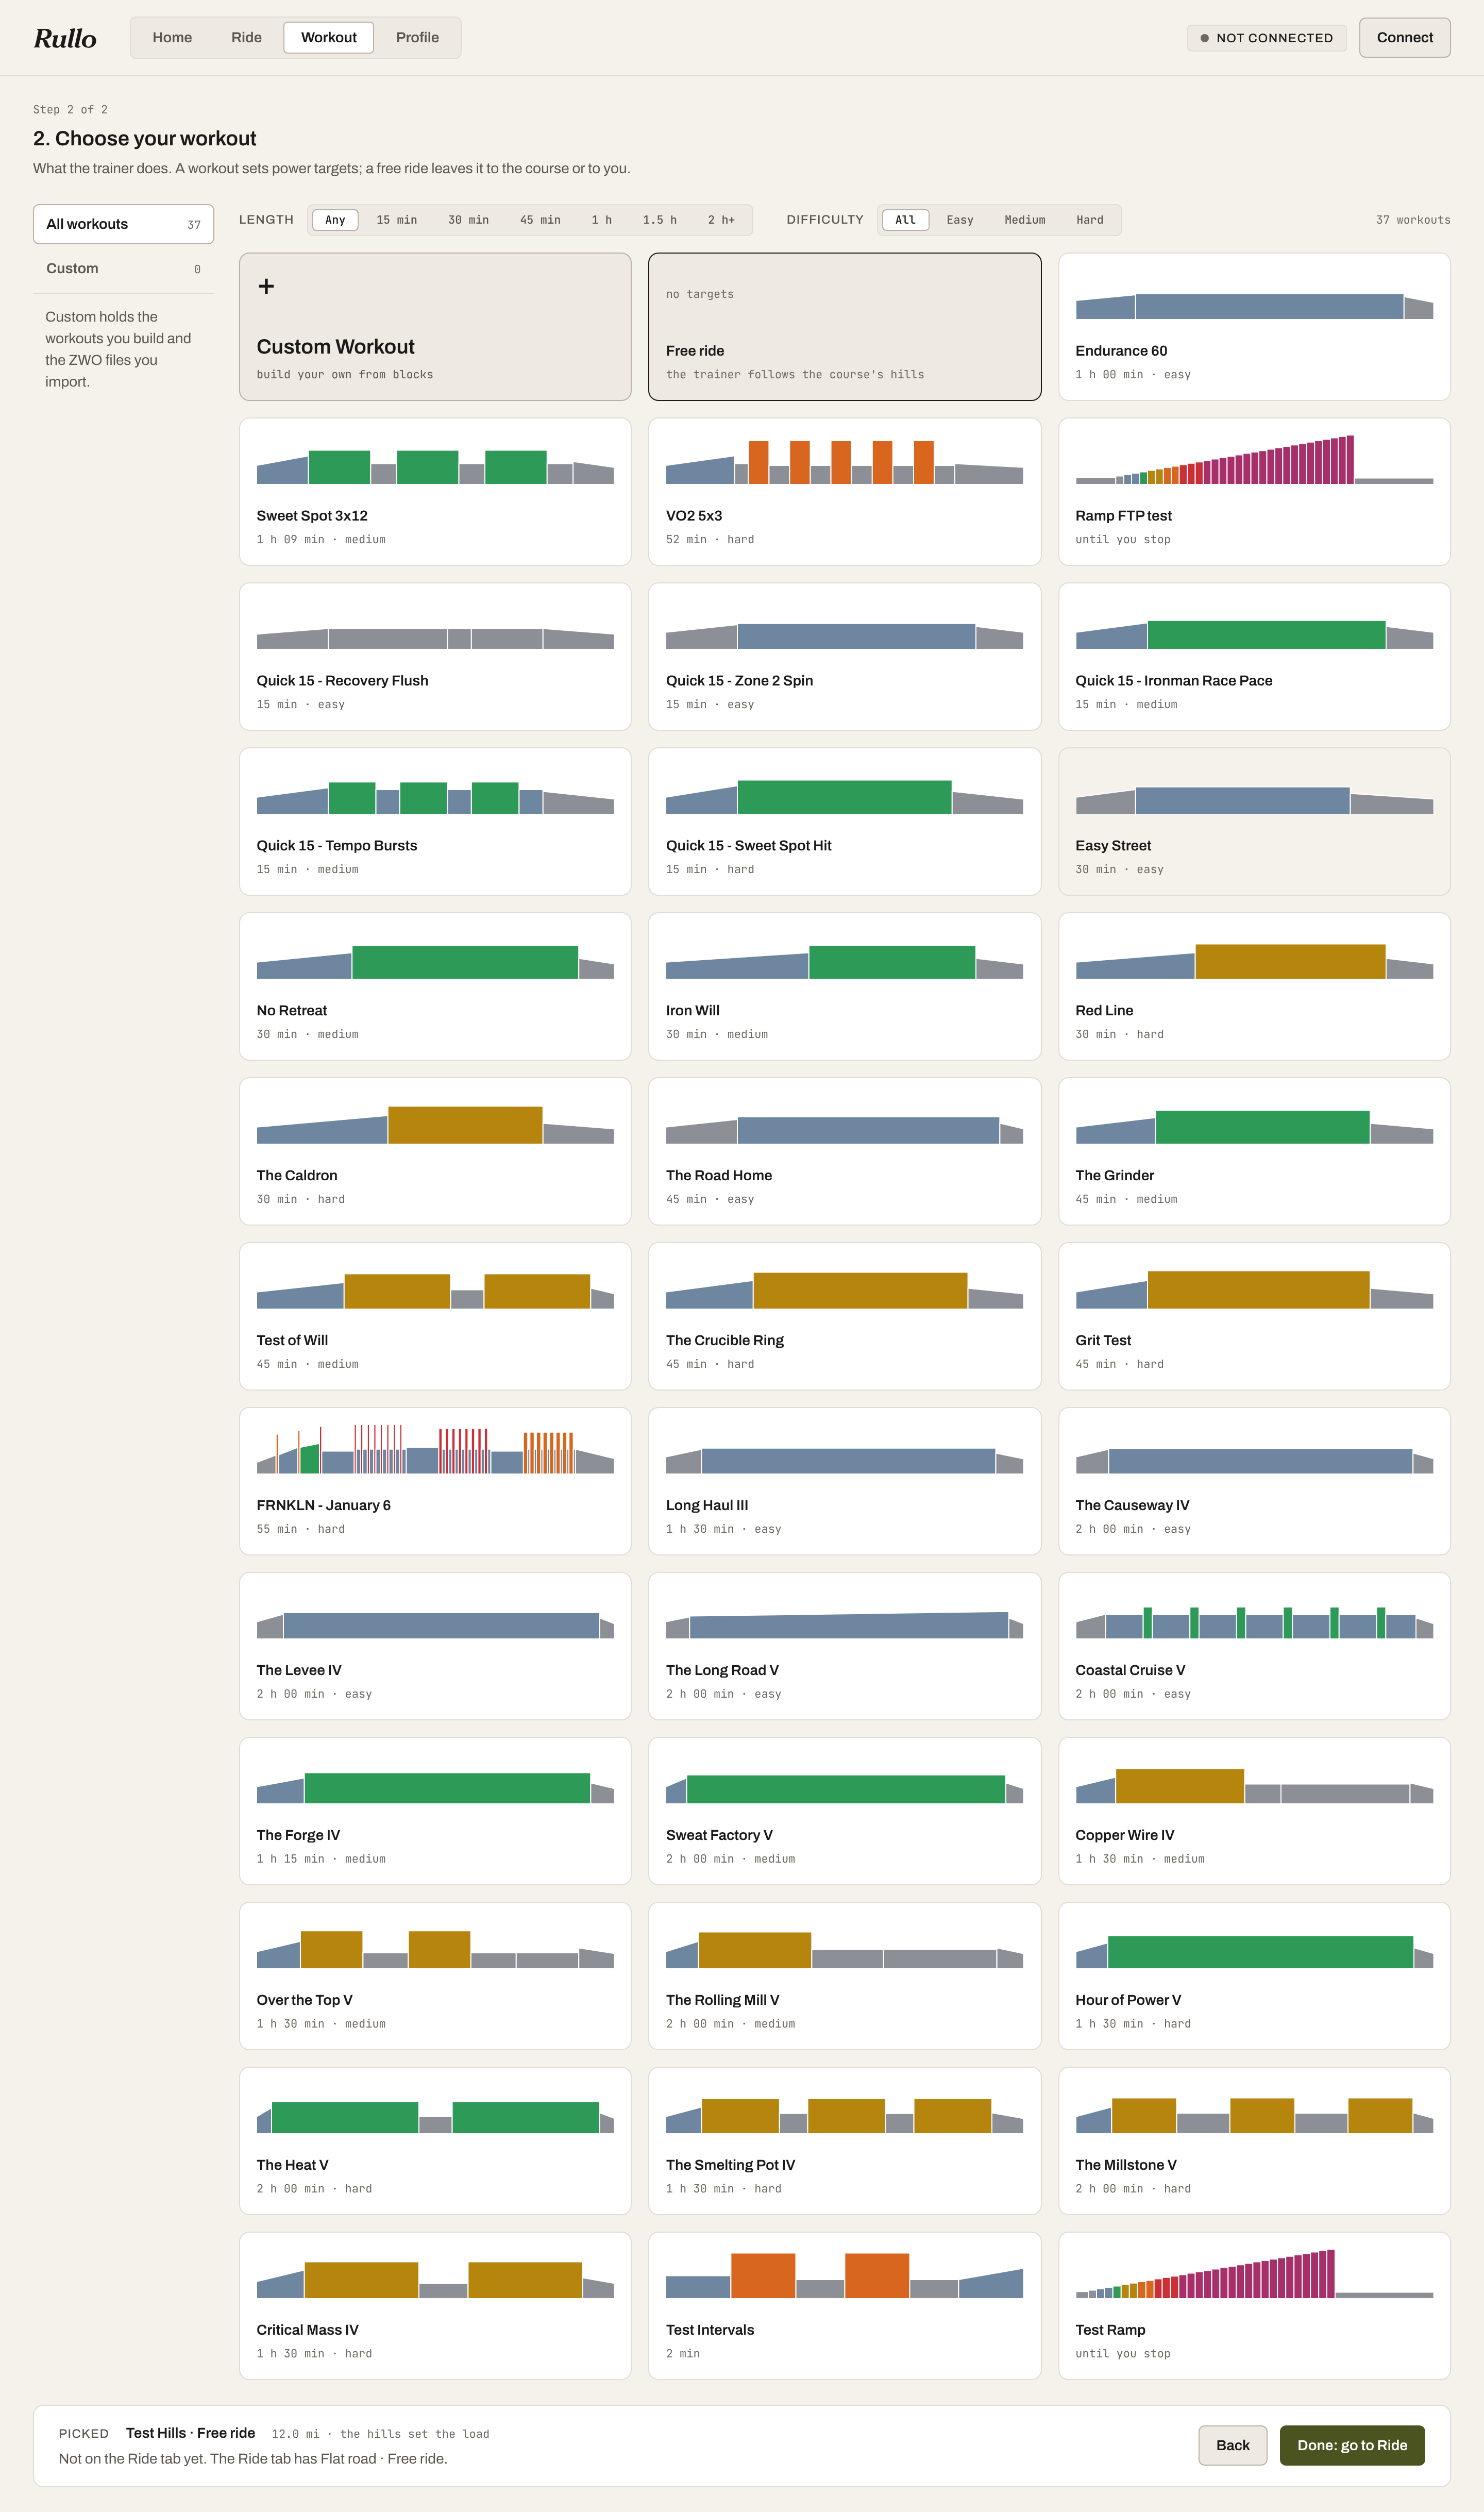 Rullo
Home
Ride
Workout
Profile
NOT CONNECTED
Connect
Step 2 of 2
2. Choose your workout
What the trainer does. A workout sets power targets; a free ride leaves it to the course or to you.
All workouts 37
Custom 0
Custom holds the
workouts you build and
the ZWO files you
import.
LENGTH Any 15 min 30 min 45 min 1 h 1.5 h 2 h+
DIFFICULTY All Easy Medium Hard
37 workouts
+
Custom Workout
build your own from blocks
no targets
Free ride
the trainer follows the course's hills
Endurance 60
1 h 00 min · easy
Sweet Spot 3x12
1 h 09 min · medium
VO2 5x3
52 min · hard
Ramp FTP test
until you stop
Quick 15 - Recovery Flush
15 min · easy
Quick 15 - Zone 2 Spin
15 min · easy
Quick 15 - Ironman Race Pace
15 min · medium
Quick 15 - Tempo Bursts
15 min · medium
Quick 15 - Sweet Spot Hit
15 min · hard
Easy Street
30 min · easy
No Retreat
30 min · medium
Iron Will
30 min · medium
Red Line
30 min · hard
The Caldron
30 min · hard
The Road Home
45 min · easy
The Grinder
45 min · medium
Test of Will
45 min · medium
The Crucible Ring
45 min · hard
Grit Test
45 min · hard
FRNKLN - January 6
55 min · hard
Long Haul III
1 h 30 min · easy
The Causeway IV
2 h 00 min · easy
The Levee IV
2 h 00 min · easy
The Long Road V
2 h 00 min · easy
Coastal Cruise V
2 h 00 min · easy
The Forge IV
1 h 15 min · medium
Sweat Factory V
2 h 00 min · medium
Copper Wire IV
1 h 30 min · medium
Over the Top V
1 h 30 min · medium
The Rolling Mill V
2 h 00 min · medium
Hour of Power V
1 h 30 min · hard
The Heat V
2 h 00 min · hard
The Smelting Pot IV
1 h 30 min · hard
The Millstone V
2 h 00 min · hard
Critical Mass IV
1 h 30 min · hard
Test Intervals
2 min
Test Ramp
until you stop
PICKED Test Hills · Free ride 12.0 mi · the hills set the load
Not on the Ride tab yet. The Ride tab has Flat road · Free ride.
Back
Done: go to Ride